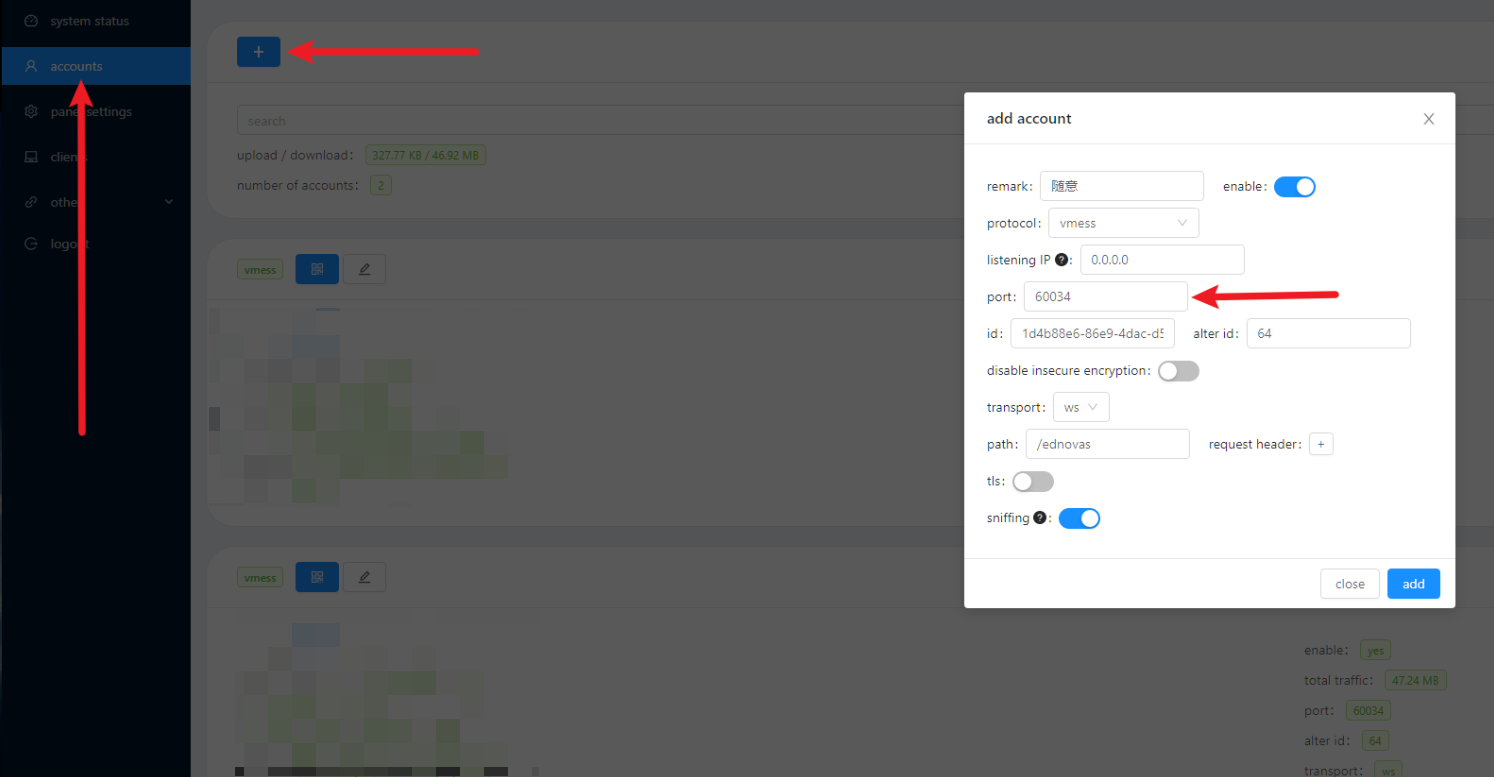 system status
accounts
panel settings
clients
othe
logout
+
search
upload / download: 327.77 KB / 46.92 MB
number of accounts: 2
vmess
vmess
add account
remark: 随意 enable:
protocol: vmess
listening IP ?: 0.0.0.0
port: 60034
id: 1d4b88e6-86e9-4dac-d5 alter id: 64
disable insecure encryption:
transport: ws
path: /ednovas request header: +
tls:
sniffing ?:
close add
enable: yes
total traffic: 47.24 MB
port: 60034
alter id: 64
transport: ws